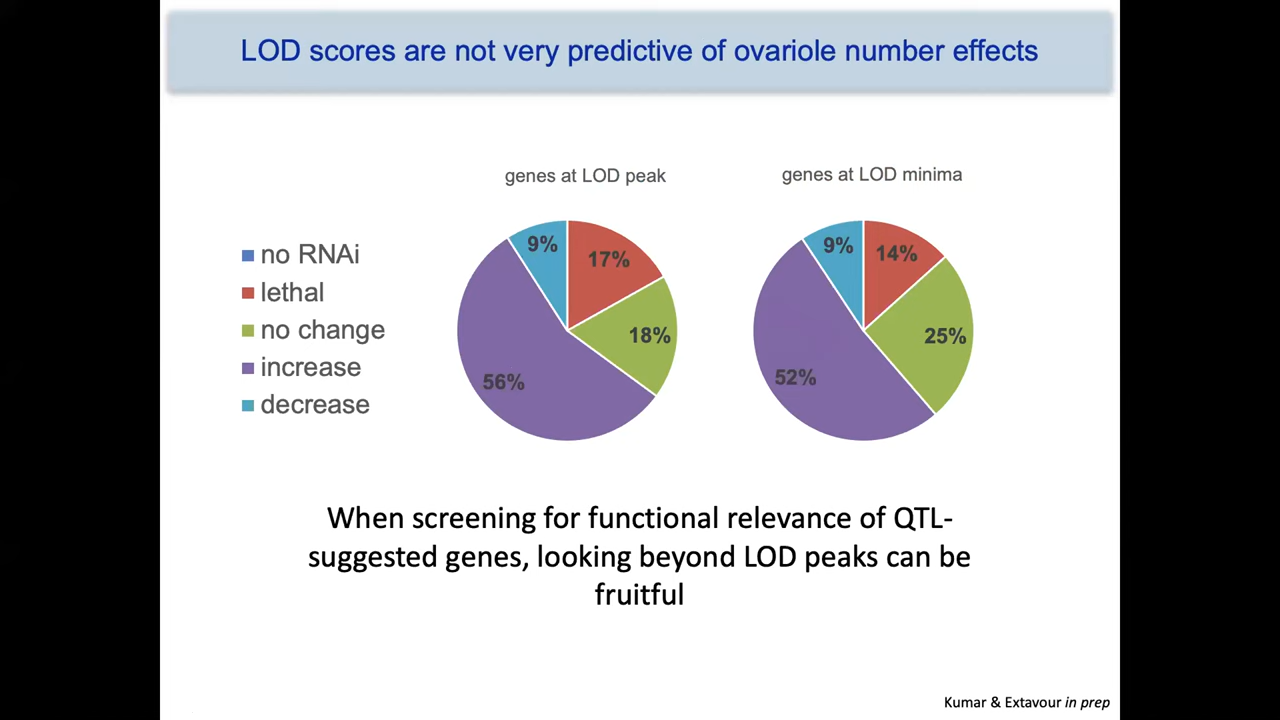 LOD scores are not very predictive of ovariole number effects
genes at LOD peak
genes at LOD minima
no RNAi
lethal
no change
increase
decrease
9%
17%
18%
56%
9%
14%
25%
52%
When screening for functional relevance of QTL-
suggested genes, looking beyond LOD peaks can be
fruitful
Kumar & Extavour in prep